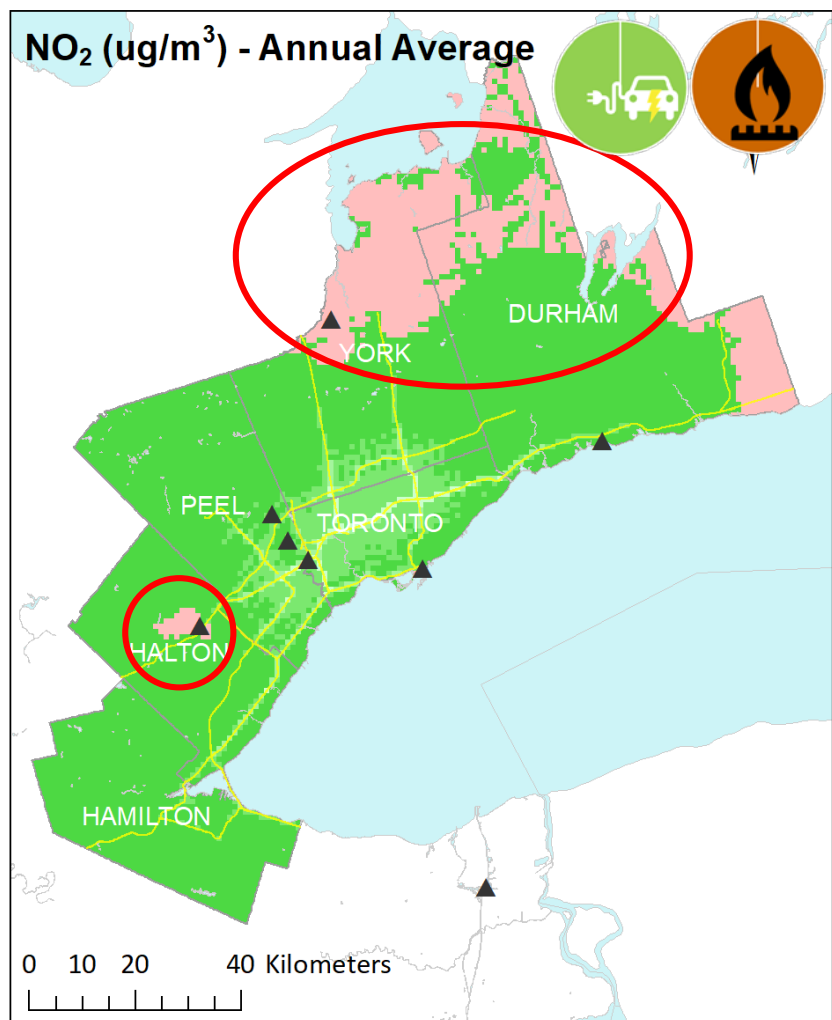 NO₂ (ug/m³) - Annual Average
DURHAM
YORK
PEEL
TORONTO
HALTON
HAMILTON
0 10 20 40 Kilometers